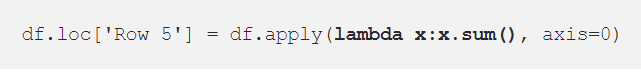 df.loc['Row 5'] = df.apply(lambda x:x.sum(), axis=0)